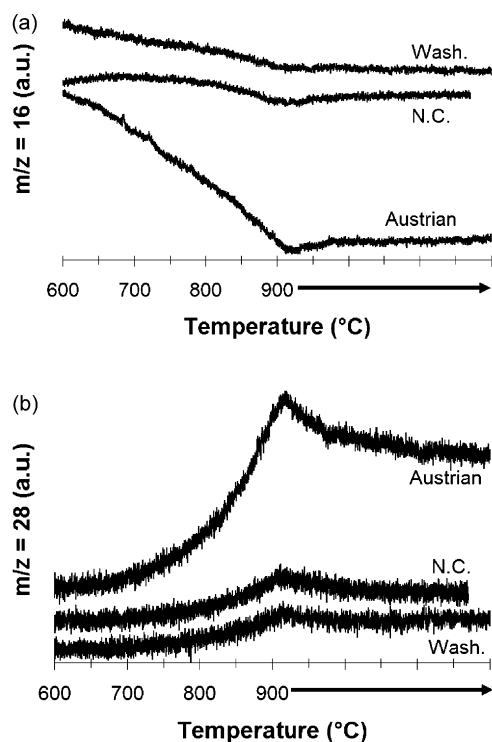 (a)
m/z = 16 (a.u.)
Wash.
N.C.
Austrian
600 700 800 900
Temperature (°C)
(b)
m/z = 28 (a.u.)
Austrian
N.C.
Wash.
600 700 800 900
Temperature (°C)